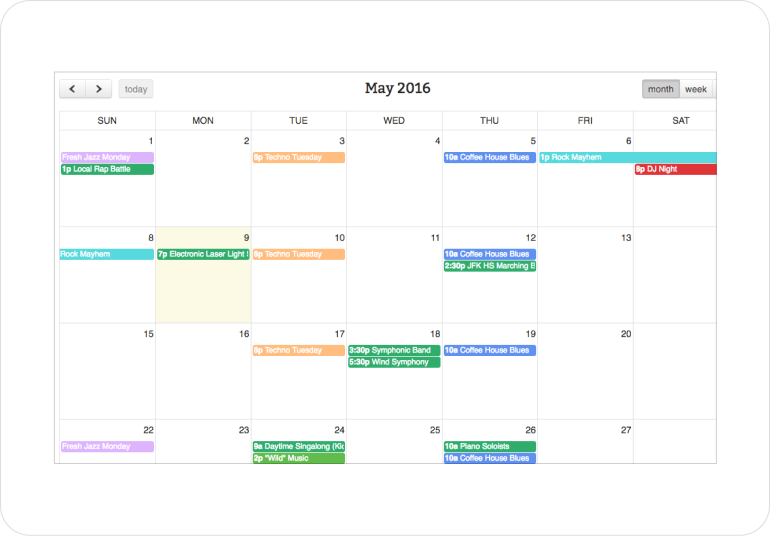 today
May 2016
month week
SUN MON TUE WED THU FRI SAT
1 2 3 4 5 6
Fresh Jazz Monday
8p Techno Tuesday
10a Coffee House Blues
1p Rock Mayhem
1p Local Rap Battle
8p DJ Night
8 9 10 11 12 13
Rock Mayhem
7p Electronic Laser Light
8p Techno Tuesday
10a Coffee House Blues
2:30p JFK HS Marching
15 16 17 18 19 20
8p Techno Tuesday
3:30p Symphonic Band
10a Coffee House Blues
5:30p Wind Symphony
22 23 24 25 26 27
Fresh Jazz Monday
9a Daytime Singalong
10a Piano Soloists
2p "Wild" Music
10a Coffee House Blues